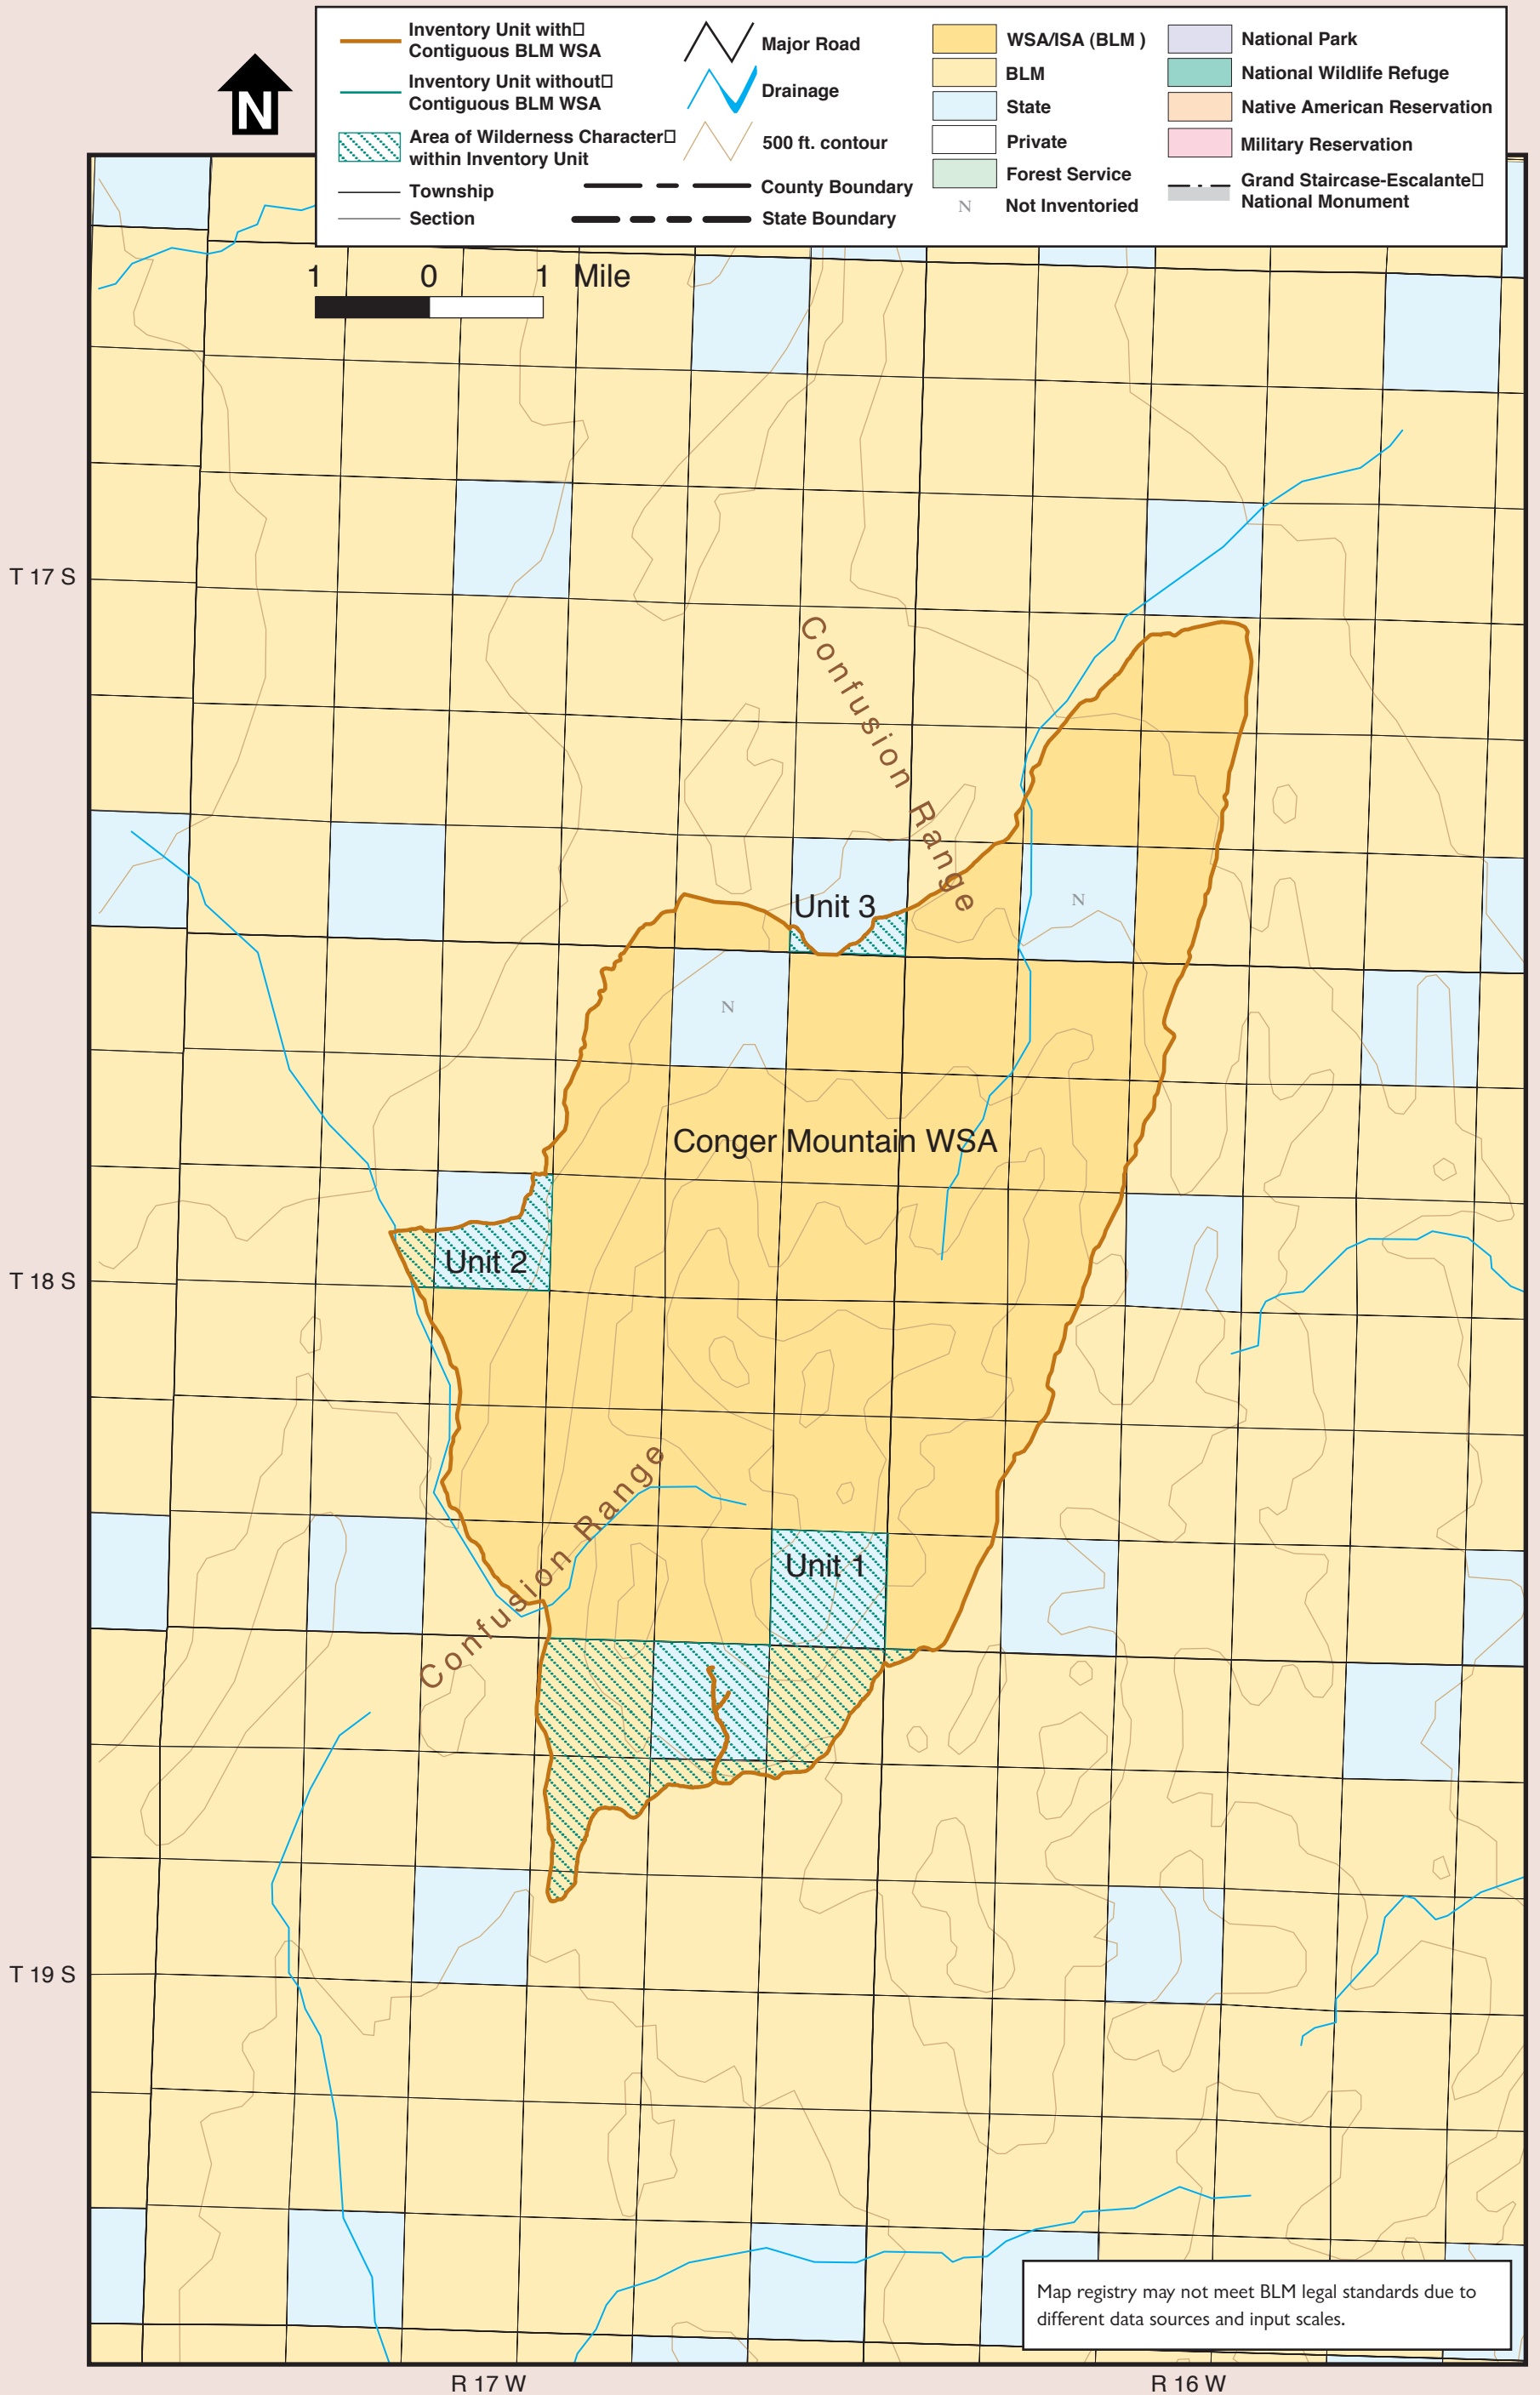 N
Inventory Unit with□
Contiguous BLM WSA
Inventory Unit without□
Contiguous BLM WSA
Area of Wilderness Character□
within Inventory Unit
Township
Section
Major Road
Drainage
500 ft. contour
County Boundary
State Boundary
WSA/ISA (BLM )
BLM
State
Private
Forest Service
N Not Inventoried
National Park
National Wildlife Refuge
Native American Reservation
Military Reservation
Grand Staircase-Escalante□
National Monument
1 0 1 Mile
T 17 S
Confusion Range
Unit 3
N
N
Conger Mountain WSA
Unit 2
T 18 S
Confusion Range
Unit 1
T 19 S
Map registry may not meet BLM legal standards due to
different data sources and input scales.
R 17 W
R 16 W